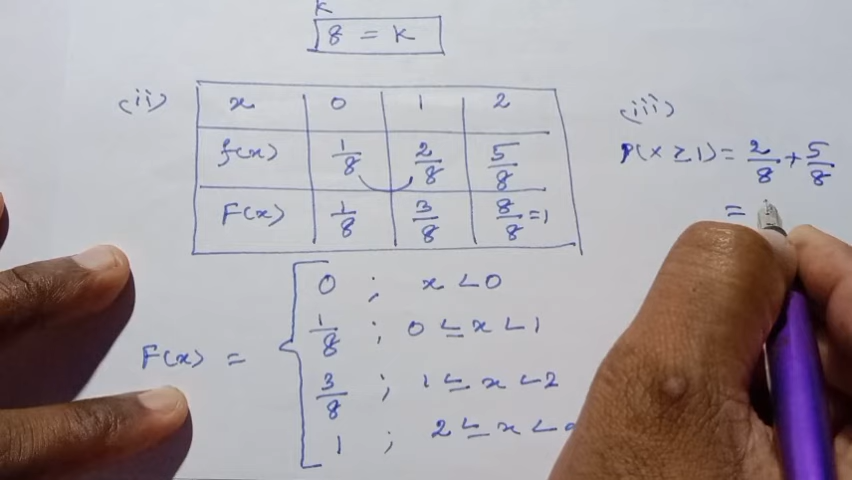 K
8 = K
(ii)
x 0 1 2
f(x) 1/8 2/8 5/8
F(x) 1/8 3/8 8/8 = 1
(iii)
P(X ≥ 1) = 2/8 + 5/8
=
F(x) =
0 ; x < 0
1/8 ; 0 ≤ x < 1
3/8 ; 1 ≤ x < 2
1 ; 2 ≤ x <